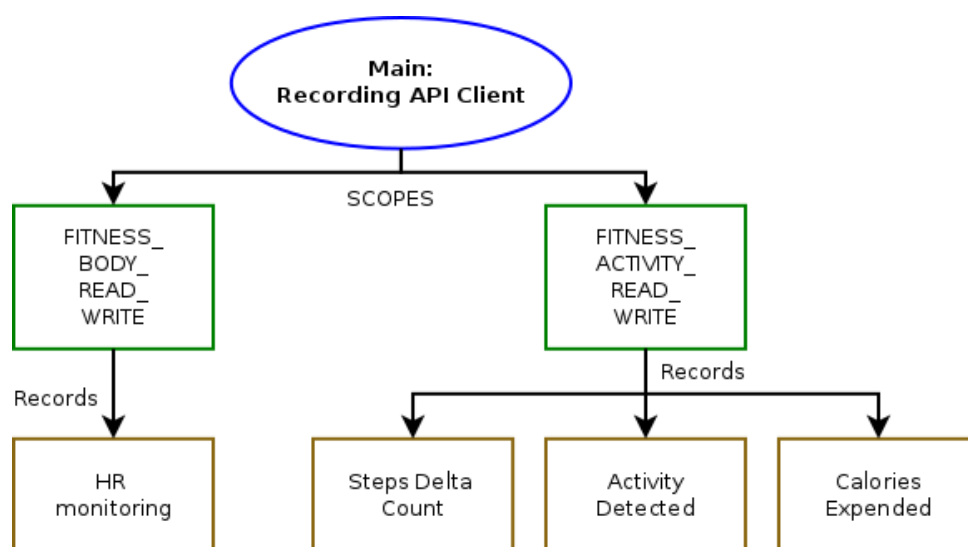 Main:
Recording API Client
SCOPES
FITNESS_
BODY_
READ_
WRITE
FITNESS_
ACTIVITY_
READ_
WRITE
Records
Records
HR
monitoring
Steps Delta
Count
Activity
Detected
Calories
Expended